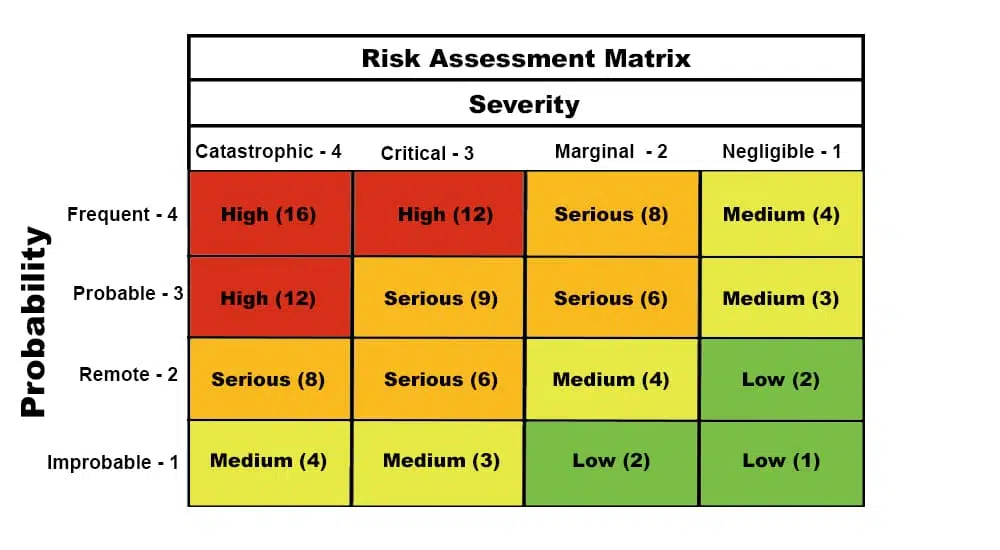 Risk Assessment Matrix
Severity
Catastrophic - 4 Critical - 3 Marginal - 2 Negligible - 1
Probability
Frequent - 4 High (16) High (12) Serious (8) Medium (4)
Probable - 3 High (12) Serious (9) Serious (6) Medium (3)
Remote - 2 Serious (8) Serious (6) Medium (4) Low (2)
Improbable - 1 Medium (4) Medium (3) Low (2) Low (1)